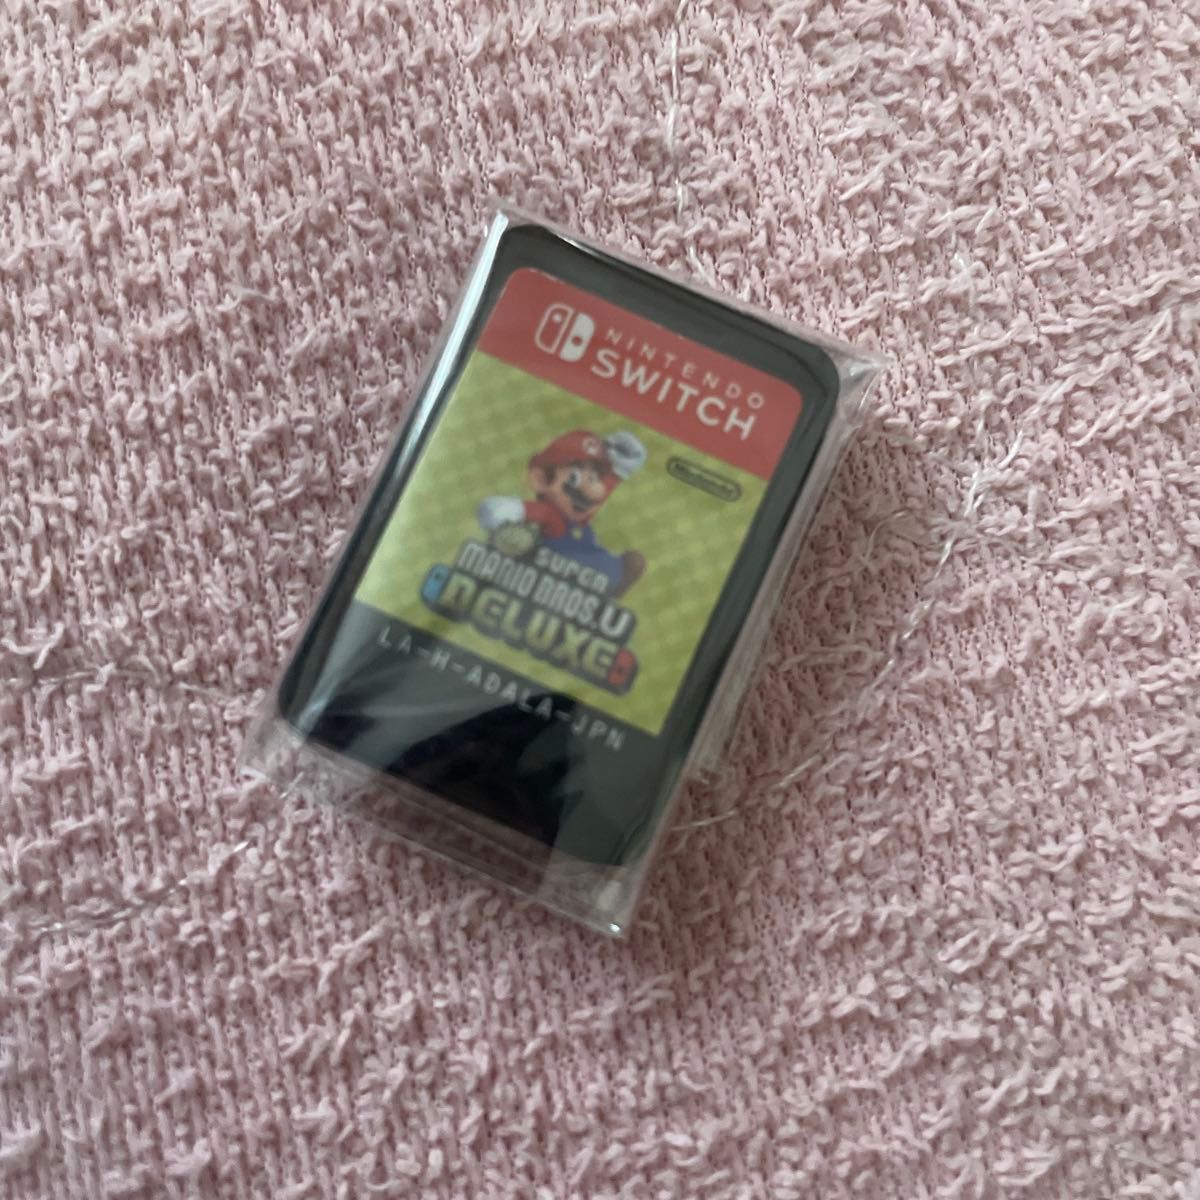 NINTENDO
SWITCH
Nintendo
SUPER
MARIO BROS. U
DELUXE
LA-H-ADALA-JPN